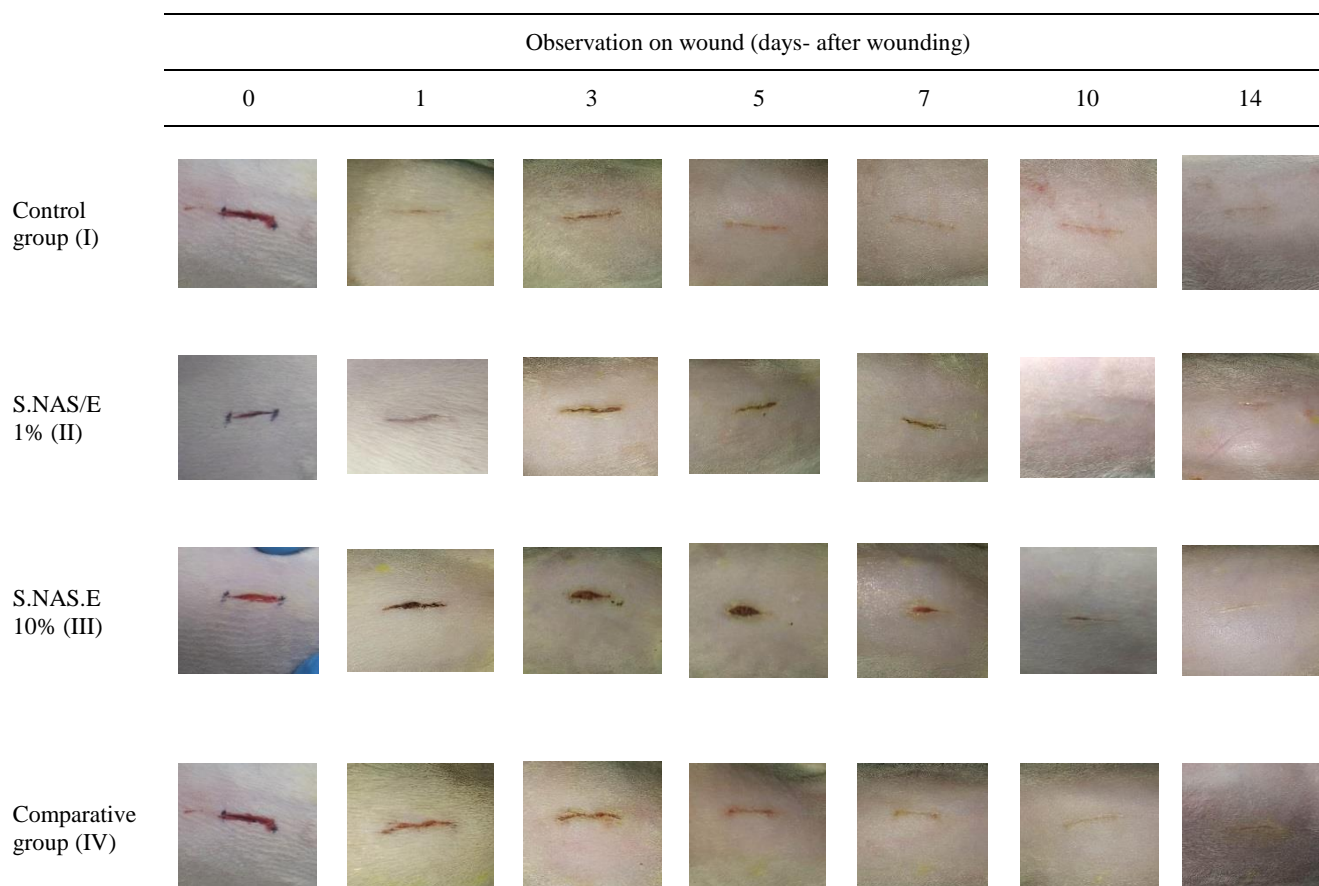 Observation on wound (days- after wounding)
0 1 3 5 7 10 14
Control
group (I)
S.NAS/E
1% (II)
S.NAS.E
10% (III)
Comparative
group (IV)